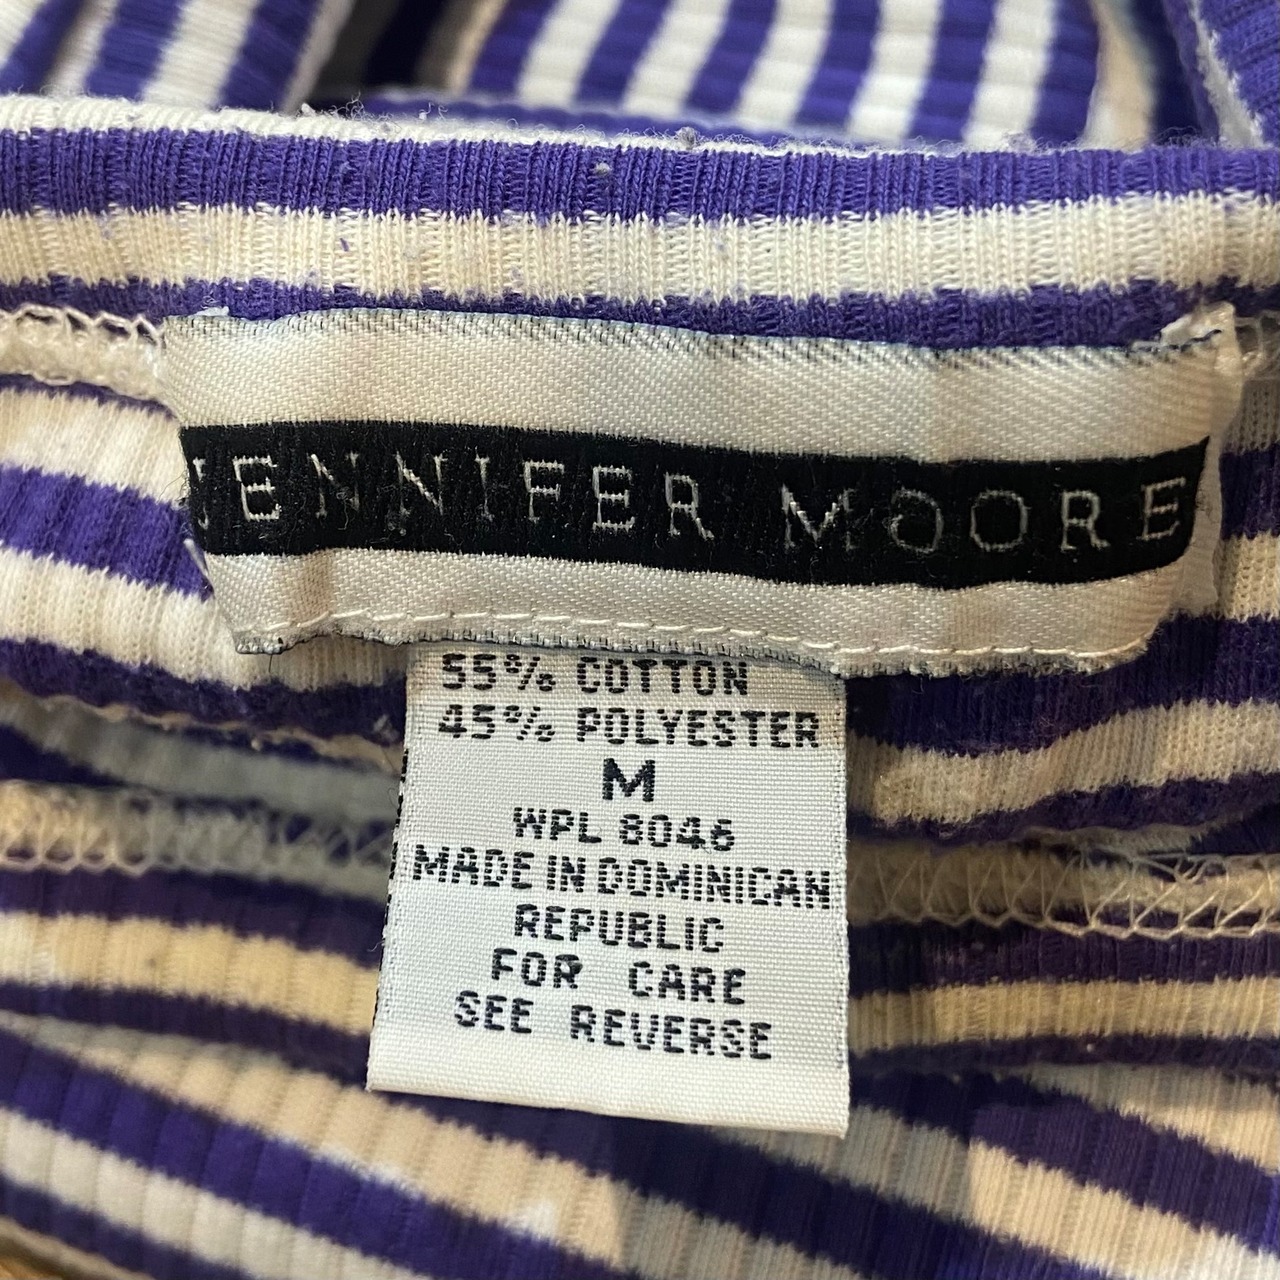 JENNIFER MOORE
55% COTTON
45% POLYESTER
M
WPL 8046
MADE IN DOMINICAN
REPUBLIC
FOR CARE
SEE REVERSE